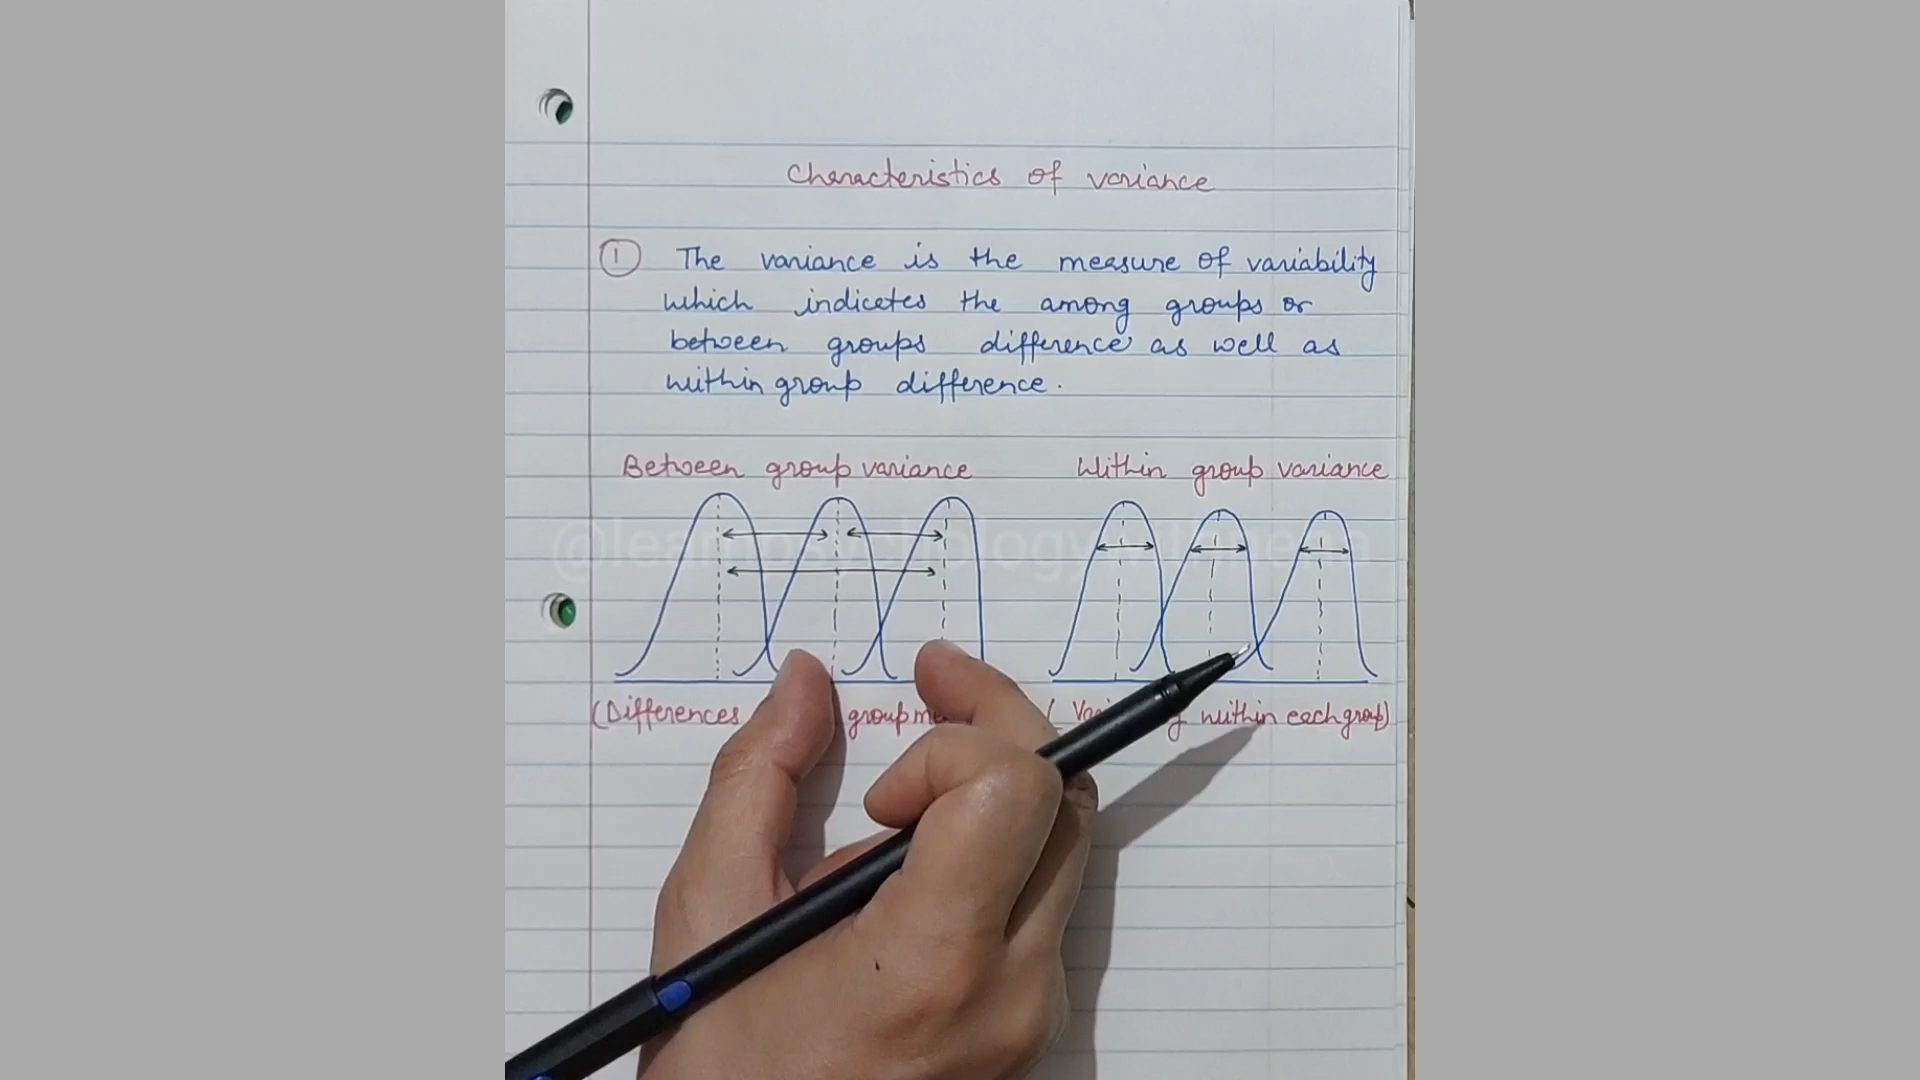 Characteristics of variance
1 The variance is the measure of variability
which indicates the among groups or
between groups difference as well as
within group difference.
Between group variance
Within group variance
(Differences group
( within each group)